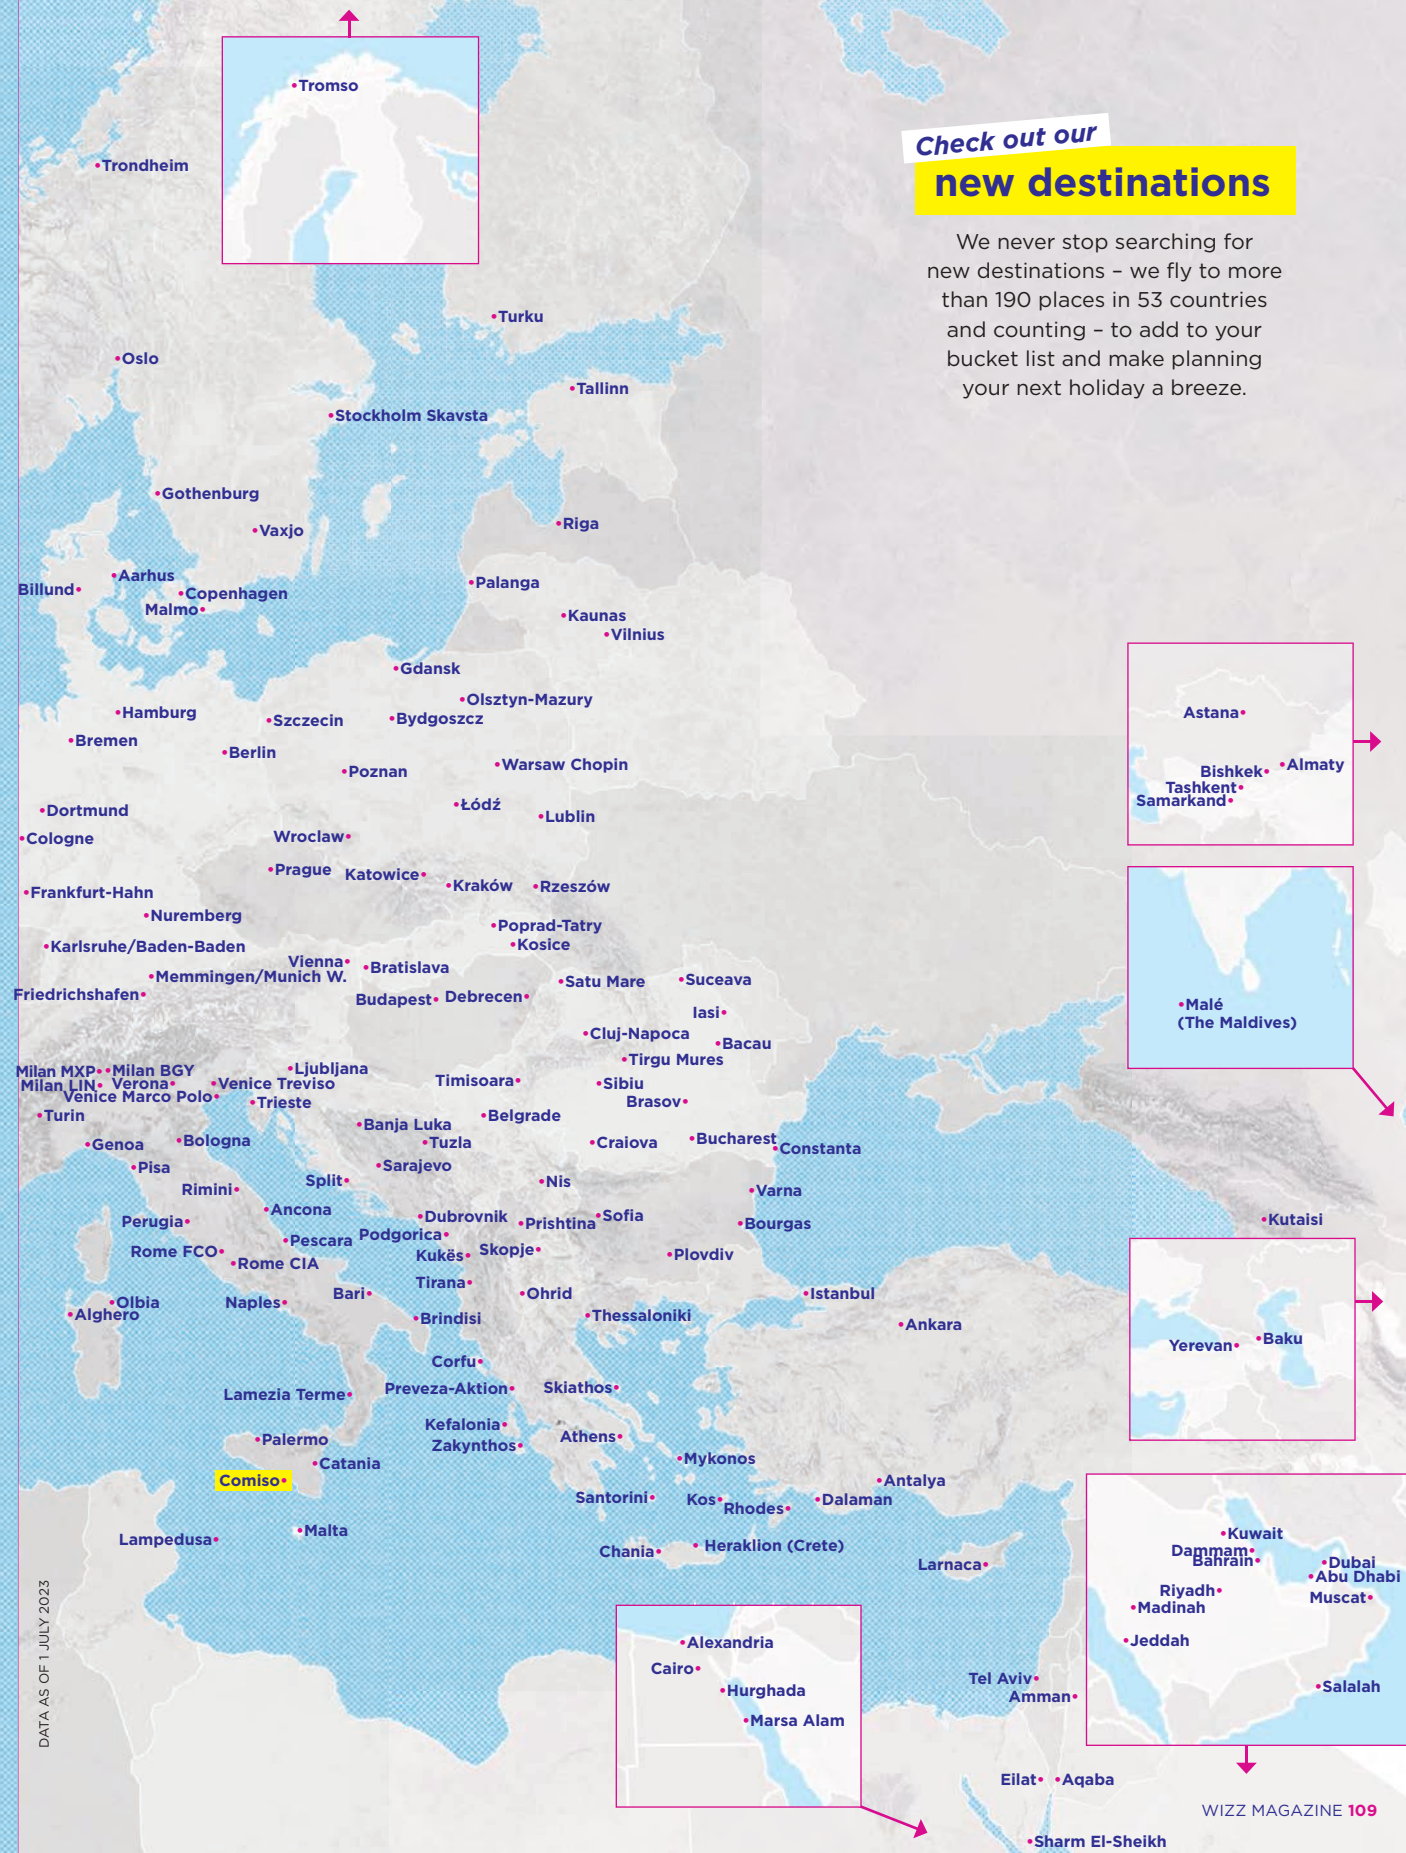 Tromso
Trondheim
Check out our
new destinations
We never stop searching for
new destinations – we fly to more
than 190 places in 53 countries
and counting – to add to your
bucket list and make planning
your next holiday a breeze.
Turku
Oslo
Tallinn
Stockholm Skavsta
Gothenburg
Vaxjo
Riga
Aarhus
Billund
Copenhagen
Malmo
Palanga
Kaunas
Vilnius
Gdansk
Olsztyn-Mazury
Hamburg
Szczecin
Bydgoszcz
Bremen
Berlin
Poznan
Warsaw Chopin
Łódź
Lublin
Dortmund
Cologne
Wroclaw
Prague
Katowice
Kraków
Rzeszów
Frankfurt-Hahn
Nuremberg
Poprad-Tatry
Kosice
Karlsruhe/Baden-Baden
Vienna
Bratislava
Memmingen/Munich W.
Friedrichshafen
Budapest
Debrecen
Satu Mare
Suceava
Iasi
Cluj-Napoca
Bacau
Tirgu Mures
Milan MXP
Milan BGY
Ljubljana
Milan LIN
Verona
Venice Treviso
Venice Marco Polo
Trieste
Timisoara
Sibiu
Brasov
Turin
Banja Luka
Belgrade
Genoa
Bologna
Tuzla
Craiova
Bucharest
Constanta
Pisa
Sarajevo
Rimini
Split
Nis
Varna
Ancona
Perugia
Dubrovnik
Prishtina
Sofia
Bourgas
Pescara
Podgorica
Rome FCO
Rome CIA
Kukës
Skopje
Plovdiv
Tirana
Olbia
Alghero
Naples
Bari
Ohrid
Istanbul
Brindisi
Thessaloniki
Ankara
Corfu
Lamezia Terme
Preveza-Aktion
Skiathos
Kefalonia
Zakynthos
Athens
Palermo
Catania
Comiso
Mykonos
Antalya
Santorini
Kos
Rhodes
Dalaman
Malta
Lampedusa
Chania
Heraklion (Crete)
Larnaca
Astana
Bishkek
Almaty
Tashkent
Samarkand
Malé
(The Maldives)
Kutaisi
Yerevan
Baku
Kuwait
Dammam
Bahrain
Dubai
Abu Dhabi
Riyadh
Muscat
Madinah
Jeddah
Salalah
Alexandria
Cairo
Hurghada
Marsa Alam
Tel Aviv
Amman
Eilat
Aqaba
Sharm El-Sheikh
DATA AS OF 1 JULY 2023
WIZZ MAGAZINE 109